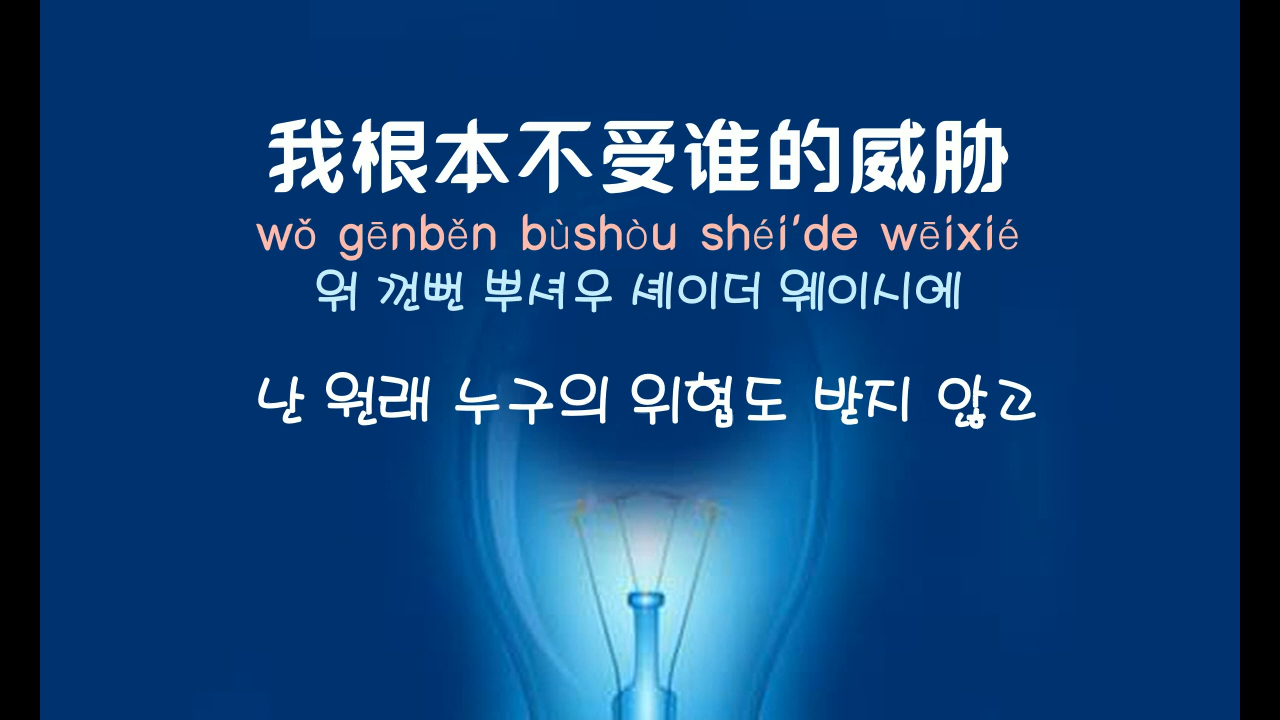 我根本不受谁的威胁
wǒ gēnběn bùshòu shéi'de wēixié
워 껀뻔 뿌셔우 셰이더 웨이시에
난 원래 누구의 위협도 받지 않고